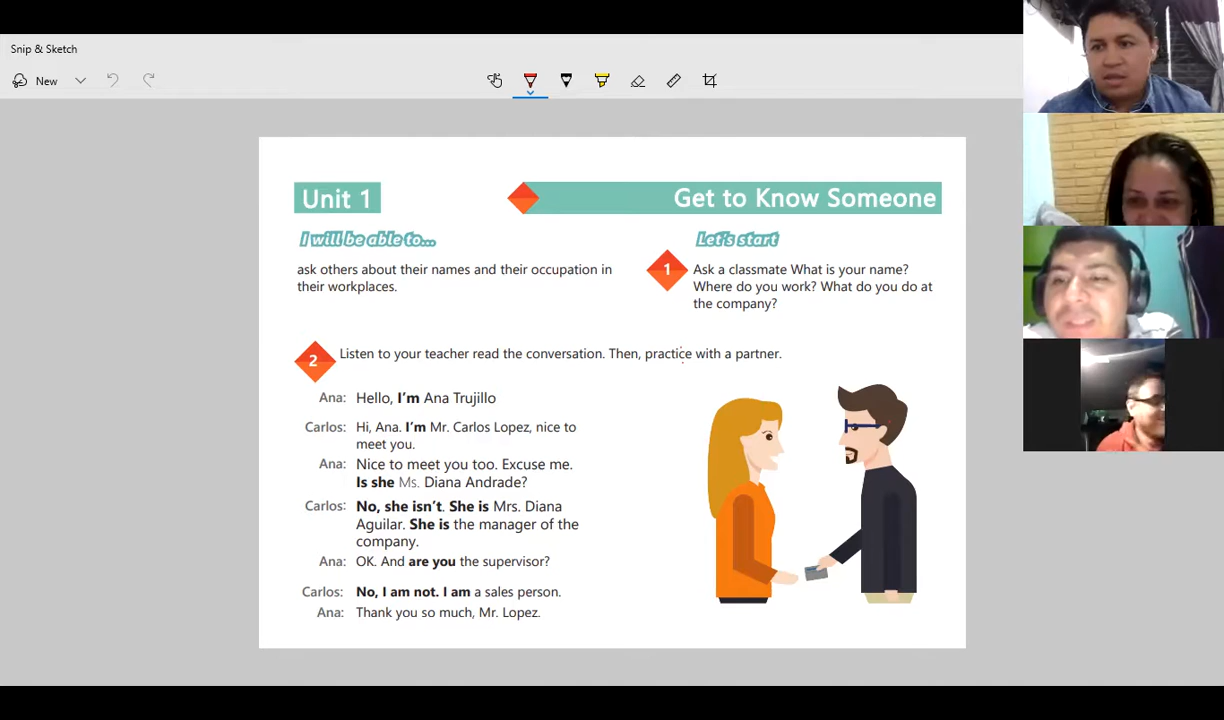 Snip & Sketch
New
Unit 1
Get to Know Someone
I will be able to...
Let's start
ask others about their names and their occupation in
their workplaces.
1
Ask a classmate What is your name?
Where do you work? What do you do at
the company?
2
Listen to your teacher read the conversation. Then, practice with a partner.
Ana: Hello, I'm Ana Trujillo
Carlos: Hi, Ana. I'm Mr. Carlos Lopez, nice to
meet you.
Ana: Nice to meet you too. Excuse me.
Is she Ms. Diana Andrade?
Carlos: No, she isn't. She is Mrs. Diana
Aguilar. She is the manager of the
company.
Ana: OK. And are you the supervisor?
Carlos: No, I am not. I am a sales person.
Ana: Thank you so much, Mr. Lopez.